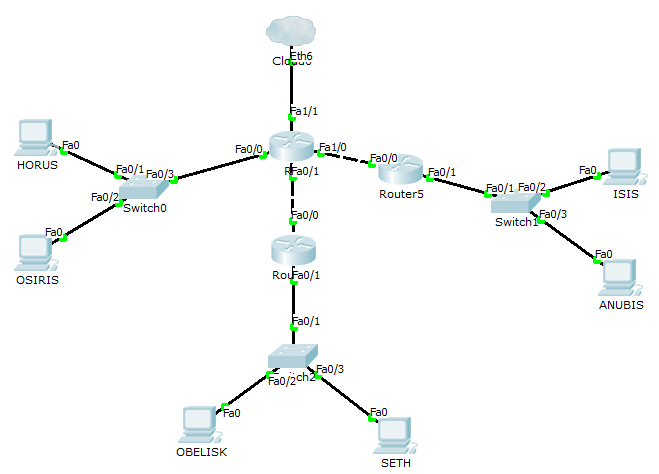 Eth6
Fa1/1
Fa0/0
Fa1/0
Fa0/0
Fa0/1
Fa0
HORUS
Fa0/1
Fa0/3
Fa0/2
Switch0
Fa0
OSIRIS
Fa0/1
Router5
Fa0/1
Fa0/2
Fa0
ISIS
Switch1
Fa0/3
Fa0
ANUBIS
Fa0/0
Fa0/1
Fa0/1
Fa0/2
Fa0/3
Fa0
OBELISK
Fa0
SETH